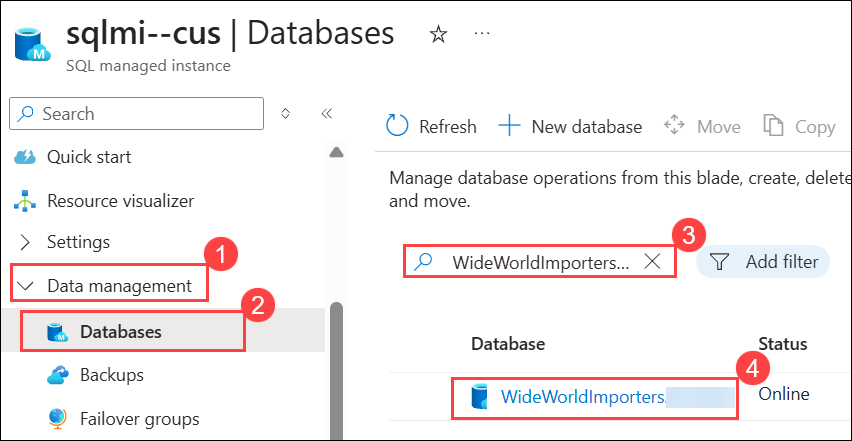 sqlmi--cus | Databases ☆ ...
SQL managed instance
Search
Quick start
Resource visualizer
Settings
1
Data management
2
Databases
Backups
Failover groups
Refresh
New database
Move
Copy
Manage database operations from this blade, create, delete
and move.
3
WideWorldImporters...
Add filter
Database
Status
4
WideWorldImporters.
Online